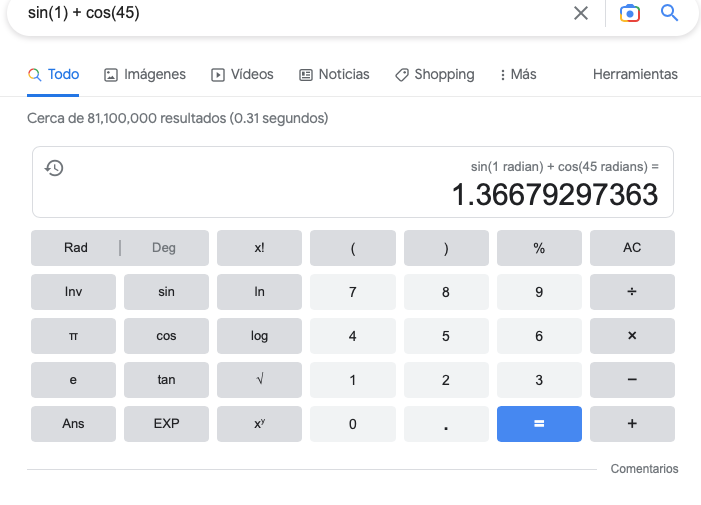 sin(1) + cos(45)
Todo Imágenes Vídeos Noticias Shopping Más Herramientas
Cerca de 81,100,000 resultados (0.31 segundos)
sin(1 radian) + cos(45 radians) =
1.36679297363
Rad | Deg x! ( ) % AC
Inv sin ln 7 8 9 ÷
π cos log 4 5 6 ×
e tan √ 1 2 3 −
Ans EXP xʸ 0 . = +
Comentarios